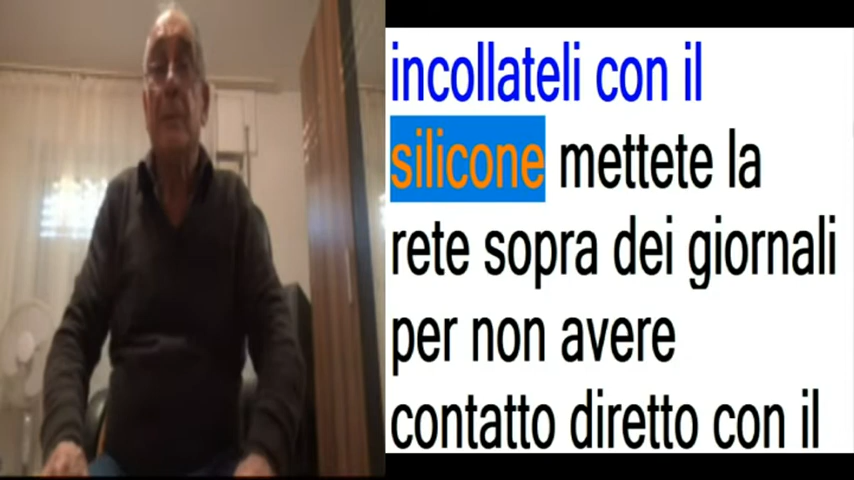 incollateli con il
silicone mettete la
rete sopra dei giornali
per non avere
contatto diretto con il